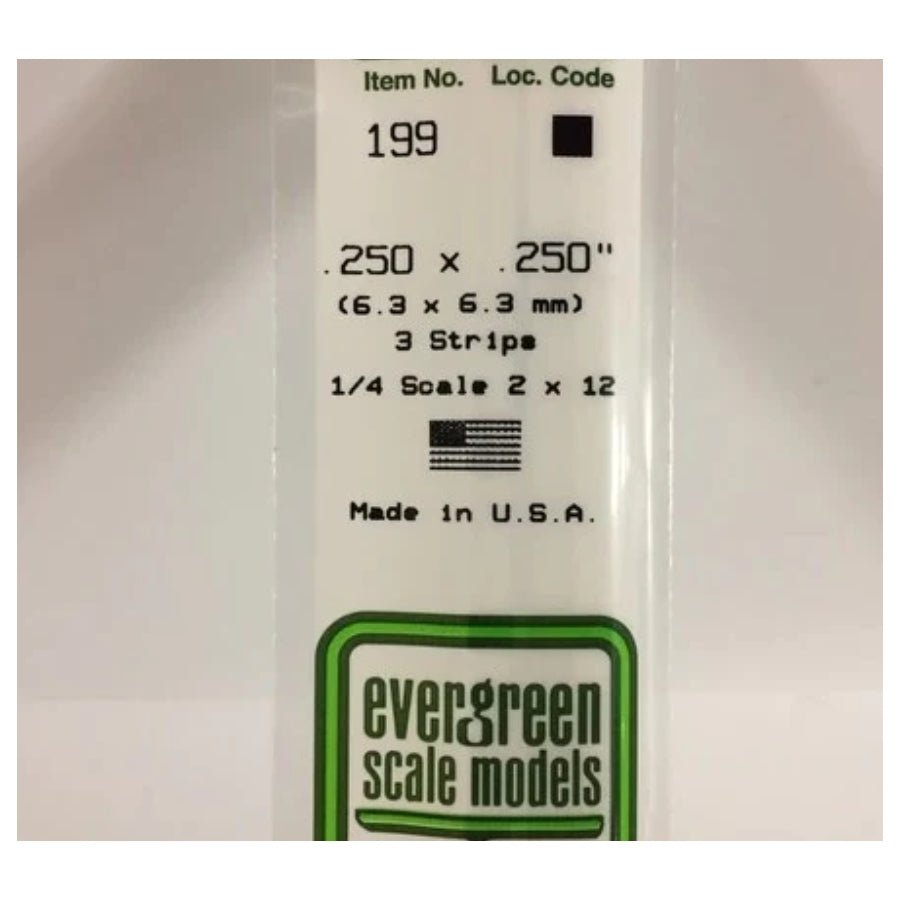 Item No. Loc. Code
199
.250 x .250"
(6.3 x 6.3 mm)
3 Strips
1/4 Scale 2 x 12
Made in U.S.A.
evergreen
scale models